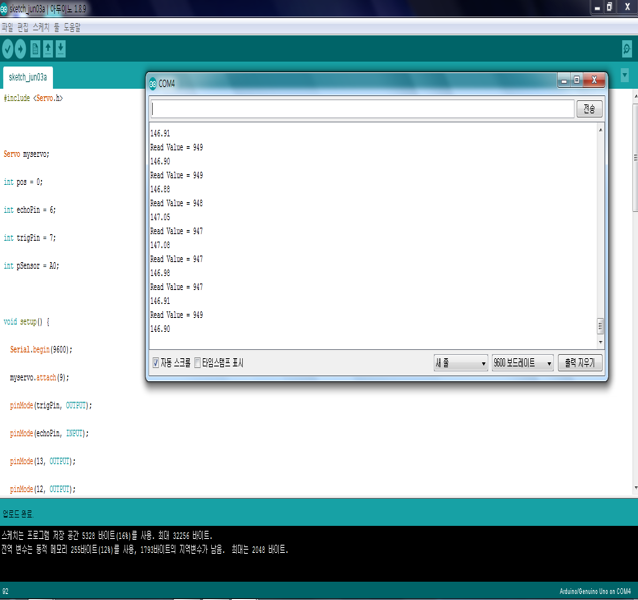 sketch_jun03a | 아두이노 1.8.9
파일 편집 스케치 툴 도움말
sketch_jun03a
#include <Servo.h>
Servo myservo;
int pos = 0;
int echoPin = 6;
int trigPin = 7;
int pSensor = A0;
void setup() {
Serial.begin(9600);
myservo.attach(9);
pinMode(trigPin, OUTPUT);
pinMode(echoPin, INPUT);
pinMode(13, OUTPUT);
pinMode(12, OUTPUT);
COM4
전송
146.91
Read Value = 949
146.90
Read Value = 949
146.88
Read Value = 948
147.05
Read Value = 947
147.08
Read Value = 947
146.98
Read Value = 947
146.91
Read Value = 949
146.90
자동 스크롤 타임스탬프 표시 새 줄 9600 보드레이트 출력 지우기
업로드 완료.
스케치는 프로그램 저장 공간 5328 바이트(16%)를 사용. 최대 32256 바이트.
전역 변수는 동적 메모리 255바이트(12%)를 사용, 1793바이트의 지역변수가 남음. 최대는 2048 바이트.
92 Arduino/Genuino Uno on COM4